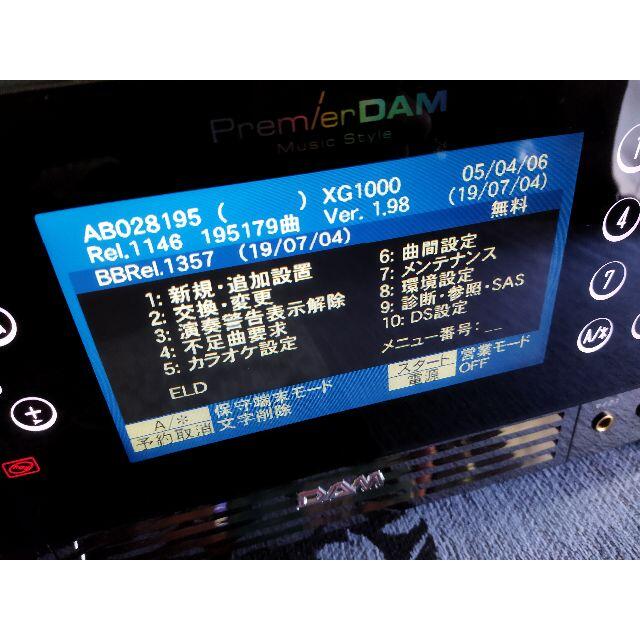 PremierDAM
Music Style
AB028195 (　　　) XG1000 05/04/06
Rel.1146 195179曲 Ver. 1.98 (19/07/04)
BBRel.1357 (19/07/04) 無料
1: 新規・追加設置
2: 交換・変更
3: 演奏警告表示解除
4: 不足曲要求
5: カラオケ設定
6: 曲間設定
7: メンテナンス
8: 環境設定
9: 診断・参照・SAS
10: DS設定
メニュー番号: __
ELD
A/※ 保守端末モード
予約取消 文字削除
スタート 営業モード
電源 OFF
1
4
7
A/※
DAM